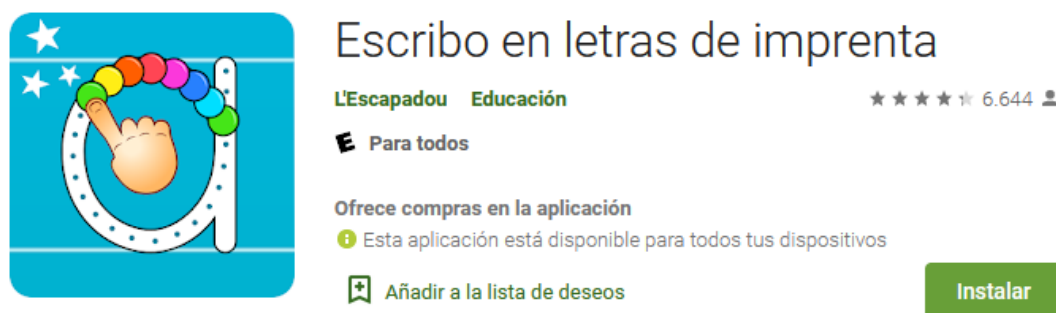 Escribo en letras de imprenta
L'Escapadou Educación 6.644
E Para todos
Ofrece compras en la aplicación
Esta aplicación está disponible para todos tus dispositivos
Añadir a la lista de deseos
Instalar